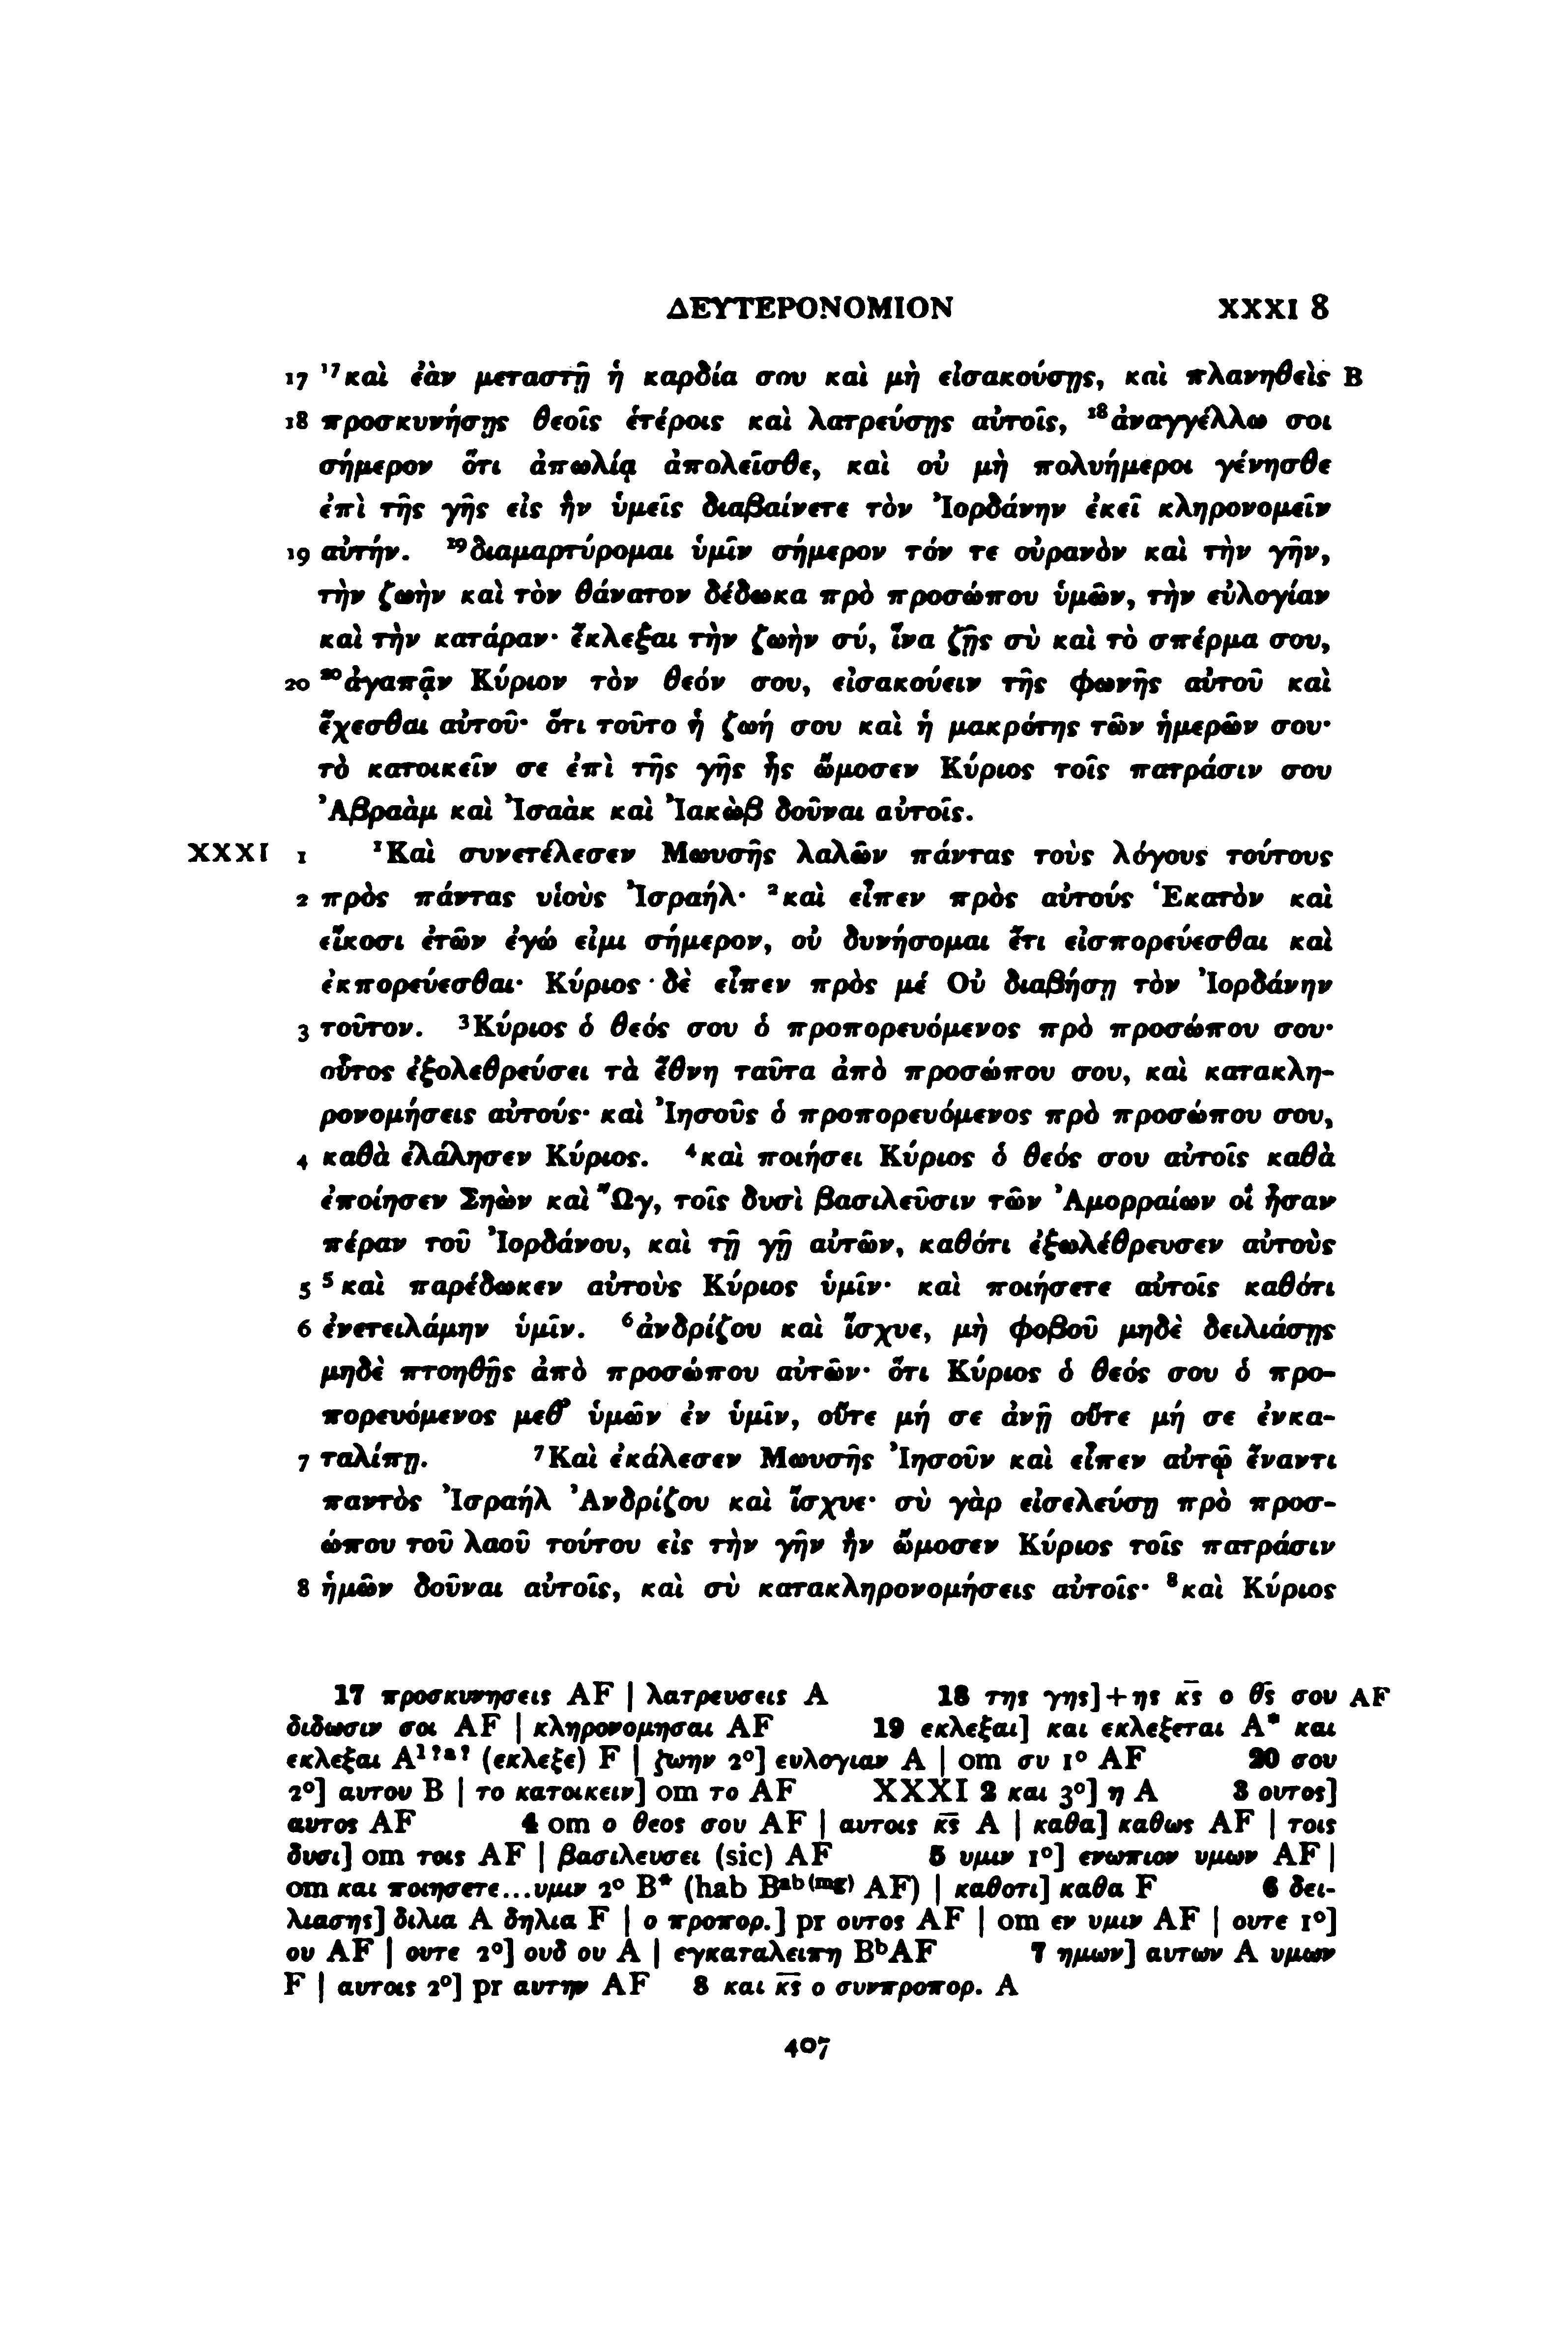 ΔΕΥΤΕΡΟΝΟΜΙΟΝ XXXI 8
17 ¹⁷καὶ ἐὰν μεταστῇ ἡ καρδία σου καὶ μὴ εἰσακούσῃς, καὶ πλανηθεὶς B
18 προσκυνήσῃς θεοῖς ἑτέροις καὶ λατρεύσῃς αὐτοῖς, ¹⁸ἀναγγέλλω σοι
σήμερον ὅτι ἀπωλίᾳ ἀπολεῖσθε, καὶ οὐ μὴ πολυήμεροι γένησθε
ἐπὶ τῆς γῆς εἰς ἣν ὑμεῖς διαβαίνετε τὸν Ἰορδάνην ἐκεῖ κληρονομεῖν
19 αὐτήν. ¹⁹διαμαρτύρομαι ὑμῖν σήμερον τόν τε οὐρανὸν καὶ τὴν γῆν,
τὴν ζωὴν καὶ τὸν θάνατον δέδωκα πρὸ προσώπου ὑμῶν, τὴν εὐλογίαν
καὶ τὴν κατάραν· ἔκλεξαι τὴν ζωὴν σύ, ἵνα ζῇς σὺ καὶ τὸ σπέρμα σου,
20 ²⁰ἀγαπᾷν Κύριον τὸν θεόν σου, εἰσακούειν τῆς φωνῆς αὐτοῦ καὶ
ἔχεσθαι αὐτοῦ· ὅτι τοῦτο ἡ ζωή σου καὶ ἡ μακρότης τῶν ἡμερῶν σου·
τὸ κατοικεῖν σε ἐπὶ τῆς γῆς ἧς ὤμοσεν Κύριος τοῖς πατράσιν σου
Ἀβραὰμ καὶ Ἰσαὰκ καὶ Ἰακὼβ δοῦναι αὐτοῖς.
XXXI 1 ¹Καὶ συνετέλεσεν Μωυσῆς λαλῶν πάντας τοὺς λόγους τούτους
2 πρὸς πάντας υἱοὺς Ἰσραήλ· ²καὶ εἶπεν πρὸς αὐτούς Ἑκατὸν καὶ
εἴκοσι ἐτῶν ἐγώ εἰμι σήμερον, οὐ δυνήσομαι ἔτι εἰσπορεύεσθαι καὶ
ἐκπορεύεσθαι· Κύριος δὲ εἶπεν πρὸς μέ Οὐ διαβήσῃ τὸν Ἰορδάνην
3 τοῦτον. ³Κύριος ὁ θεός σου ὁ προπορευόμενος πρὸ προσώπου σου·
οὗτος ἐξολεθρεύσει τὰ ἔθνη ταῦτα ἀπὸ προσώπου σου, καὶ κατακλη-
ρονομήσεις αὐτούς· καὶ Ἰησοῦς ὁ προπορευόμενος πρὸ προσώπου σου,
4 καθὰ ἐλάλησεν Κύριος. ⁴καὶ ποιήσει Κύριος ὁ θεός σου αὐτοῖς καθὰ
ἐποίησεν Σηὼν καὶ Ὤγ, τοῖς δυσὶ βασιλεῦσιν τῶν Ἀμορραίων οἳ ἦσαν
πέραν τοῦ Ἰορδάνου, καὶ τῇ γῇ αὐτῶν, καθότι ἐξωλέθρευσεν αὐτοὺς
5 ⁵καὶ παρέδωκεν αὐτοὺς Κύριος ὑμῖν· καὶ ποιήσετε αὐτοῖς καθότι
6 ἐνετειλάμην ὑμῖν. ⁶ἀνδρίζου καὶ ἴσχυε, μὴ φοβοῦ μηδὲ δειλιάσῃς
μηδὲ πτοηθῇς ἀπὸ προσώπου αὐτῶν· ὅτι Κύριος ὁ θεός σου ὁ προ-
πορευόμενος μεθ' ὑμῶν ἐν ὑμῖν, οὔτε μή σε ἀνῇ οὔτε μή σε ἐνκα-
7 ταλίπῃ. ⁷Καὶ ἐκάλεσεν Μωυσῆς Ἰησοῦν καὶ εἶπεν αὐτῷ ἔναντι
παντὸς Ἰσραήλ Ἀνδρίζου καὶ ἴσχυε· σὺ γὰρ εἰσελεύσῃ πρὸ προσ-
ώπου τοῦ λαοῦ τούτου εἰς τὴν γῆν ἣν ὤμοσεν Κύριος τοῖς πατράσιν
8 ἡμῶν δοῦναι αὐτοῖς, καὶ σὺ κατακληρονομήσεις αὐτοῖς· ⁸καὶ Κύριος
17 προσκυνησεις AF | λατρευσεις A 18 της γης]+ης κ̅ς̅ ο θ̅ς̅ σου AF
διδωσιν σοι AF | κληρονομησαι AF 19 εκλεξαι] και εκλεξεται A* και
εκλεξαι A¹ˀᵃˀ (εκλεξε) F | ζωην 2°] ευλογιαν A | om συ 1° AF 20 σου
2°] αυτου B | το κατοικειν] om το AF XXXI 2 και 3°] η A 3 ουτος]
αυτος AF 4 om ο θεος σου AF | αυτοις κ̅ς̅ A | καθα] καθως AF | τοις
δυσι] om τοις AF | βασιλευσει (sic) AF 5 υμιν 1°] ενωπιον υμων AF |
om και ποιησετε...υμιν 2° B* (hab Bᵃᵇ⁽ᵐᵍ⁾ AF) | καθοτι] καθα F 6 δει-
λιασης] διλια A δηλια F | ο προπορ.] pr ουτος AF | om εν υμιν AF | ουτε 1°]
ου AF | ουτε 2°] ουδ ου A | εγκαταλειπη BᵇAF 7 ημων] αυτων A υμων
F | αυτοις 2°] pr αυτην AF 8 και κ̅ς̅ ο συνπροπορ. A
407